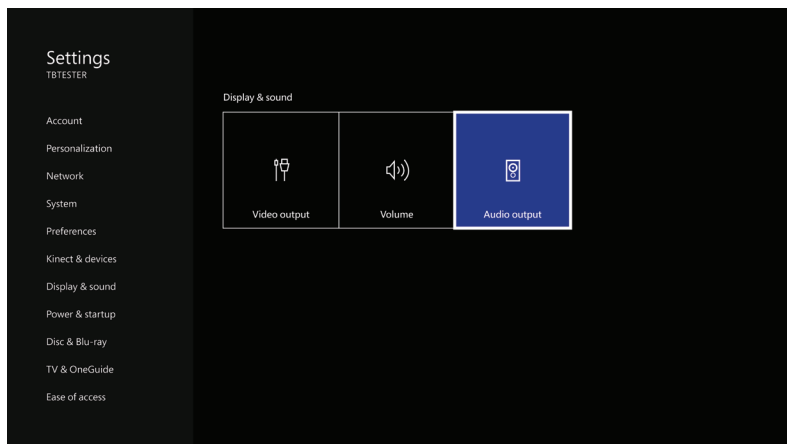 Settings
TBTESTER
Account
Personalization
Network
System
Preferences
Kinect & devices
Display & sound
Power & startup
Disc & Blu-ray
TV & OneGuide
Ease of access
Display & sound
Video output
Volume
Audio output